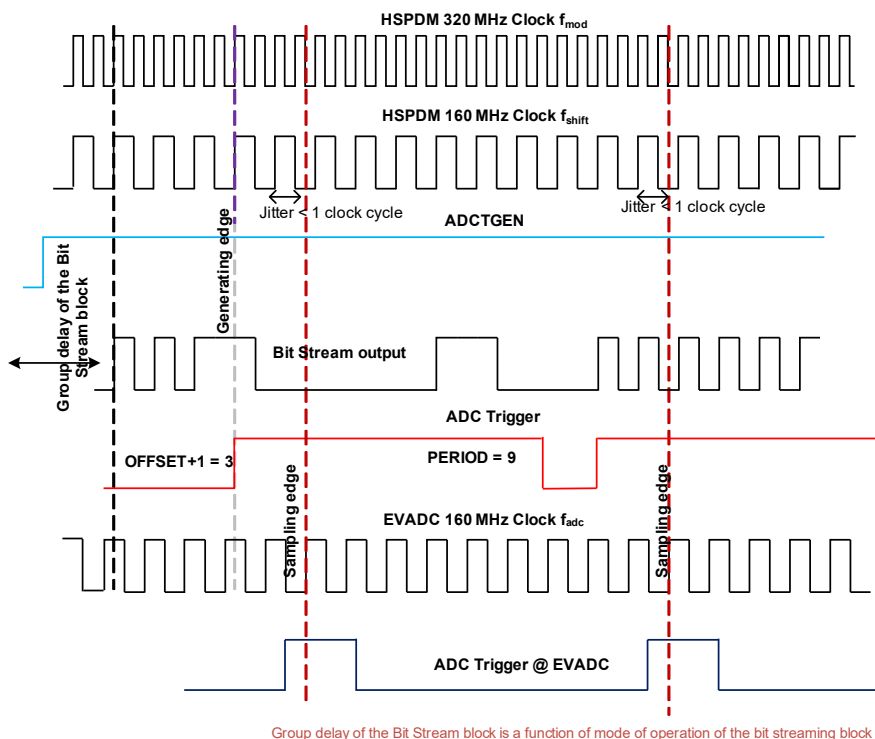 HSPDM 320 MHz Clock fmod
HSPDM 160 MHz Clock fshift
Jitter < 1 clock cycle
Jitter < 1 clock cycle
ADCTGEN
Group delay of the Bit
Stream block
Generating edge
Bit Stream output
ADC Trigger
OFFSET+1 = 3
PERIOD = 9
Sampling edge
Sampling edge
EVADC 160 MHz Clock fadc
ADC Trigger @ EVADC
Group delay of the Bit Stream block is a function of mode of operation of the bit streaming block